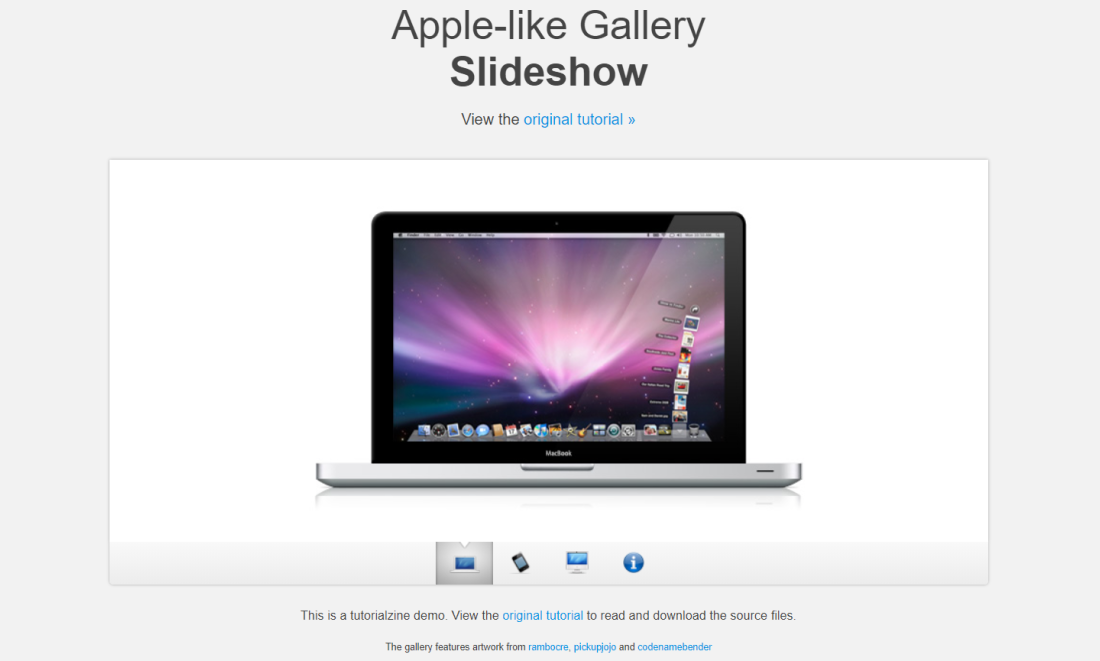 Apple-like Gallery
Slideshow
View the original tutorial »
MacBook
This is a tutorialzine demo. View the original tutorial to read and download the source files.
The gallery features artwork from rambocre, pickupjojo and codenamebender